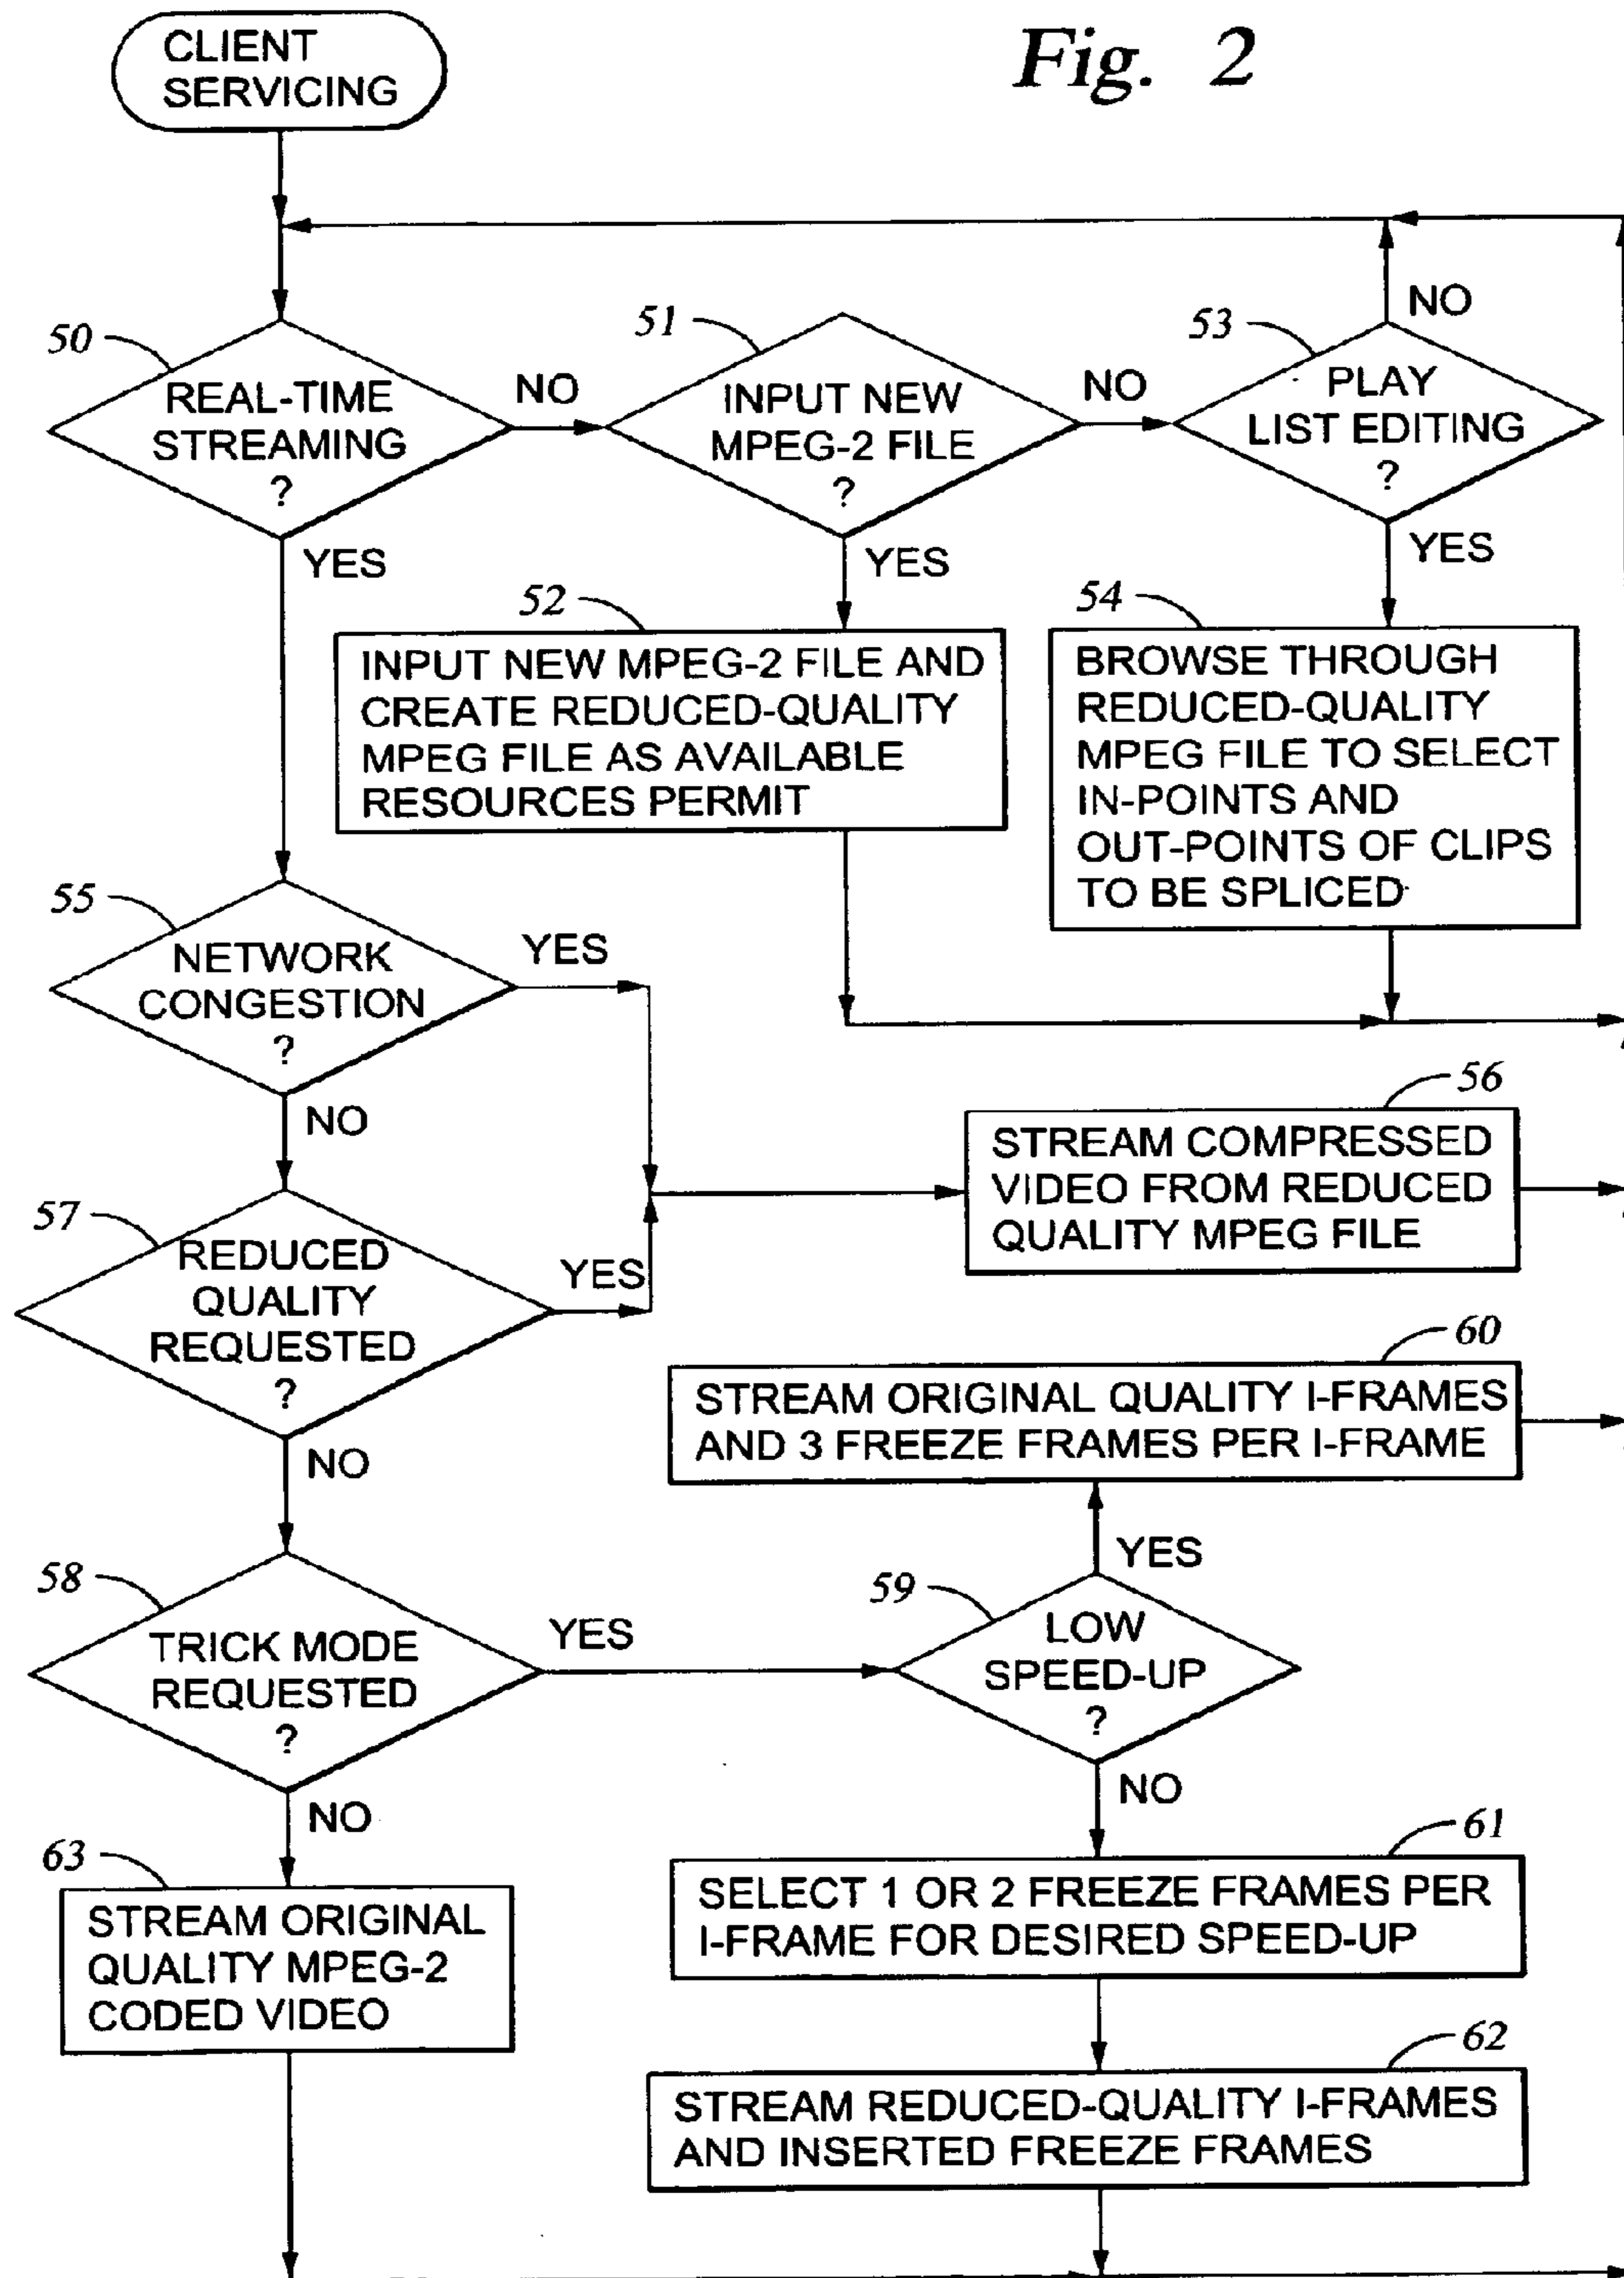 Fig. 2
CLIENT
SERVICING
50
REAL-TIME
STREAMING
?
NO
YES
51
INPUT NEW
MPEG-2 FILE
?
NO
YES
53
PLAY
LIST EDITING
?
NO
YES
52
INPUT NEW MPEG-2 FILE AND
CREATE REDUCED-QUALITY
MPEG FILE AS AVAILABLE
RESOURCES PERMIT
54
BROWSE THROUGH
REDUCED-QUALITY
MPEG FILE TO SELECT
IN-POINTS AND
OUT-POINTS OF CLIPS
TO BE SPLICED
55
NETWORK
CONGESTION
?
YES
NO
56
STREAM COMPRESSED
VIDEO FROM REDUCED
QUALITY MPEG FILE
57
REDUCED
QUALITY
REQUESTED
?
YES
NO
60
STREAM ORIGINAL QUALITY I-FRAMES
AND 3 FREEZE FRAMES PER I-FRAME
58
TRICK MODE
REQUESTED
?
YES
NO
59
LOW
SPEED-UP
?
YES
NO
61
SELECT 1 OR 2 FREEZE FRAMES PER
I-FRAME FOR DESIRED SPEED-UP
63
STREAM ORIGINAL
QUALITY MPEG-2
CODED VIDEO
62
STREAM REDUCED-QUALITY I-FRAMES
AND INSERTED FREEZE FRAMES